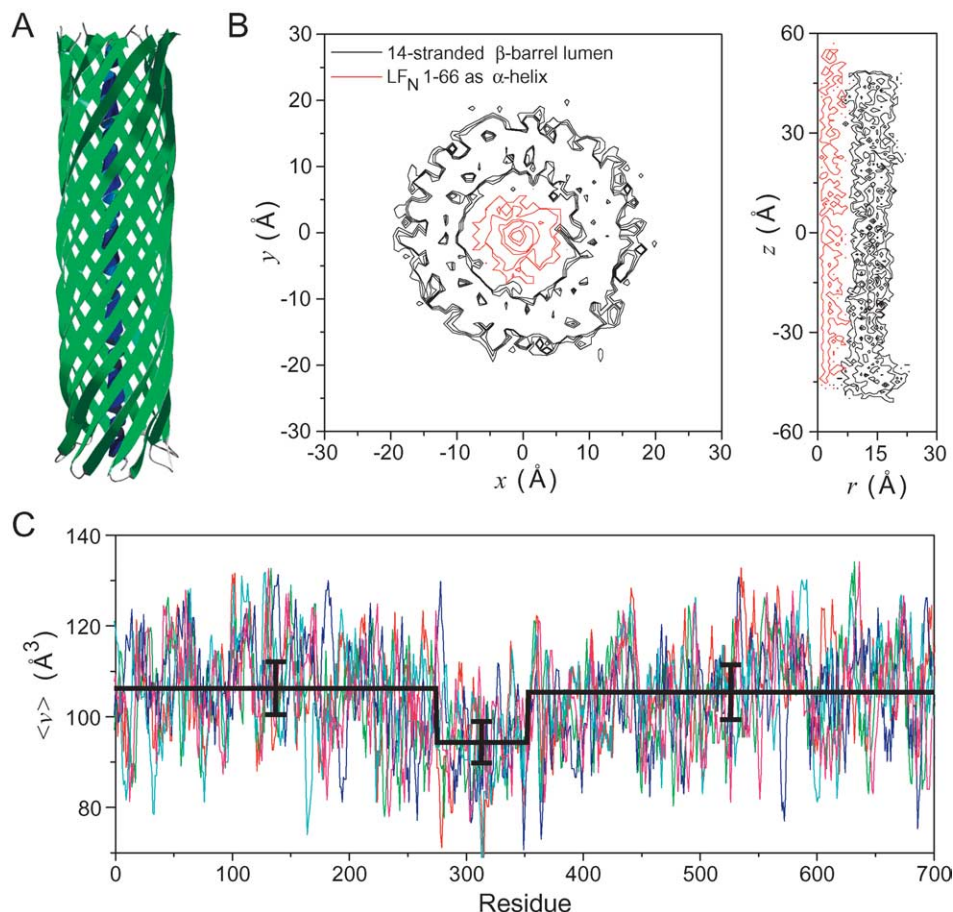 A
B
30
20
10
0
-10
-20
-30
y (Å)
14-stranded β-barrel lumen
LF_N 1-66 as α-helix
-30 -20 -10 0 10 20 30
x (Å)
60
30
0
-30
-60
z (Å)
0 15 30
r (Å)
C
140
120
100
80
<v> (Å³)
0 100 200 300 400 500 600 700
Residue